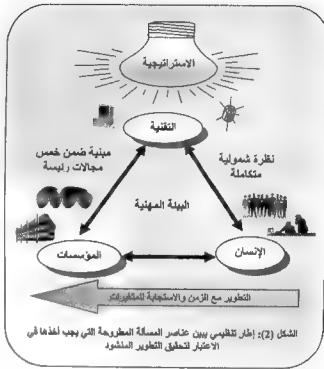 الاستراتيجية
التقنية
مبنية ضمن خمس
مجالات رئيسة
نظرة شمولية
متكاملة
البيئة المهنية
المؤسسات
الإنسان
التطوير مع الزمن والاستجابة للمتغيرات
الشكل (2): إطار تنظيمي يبين عناصر المسألة المطروحة التي يجب أخذها في
الاعتبار لتحقيق التطوير المنشود